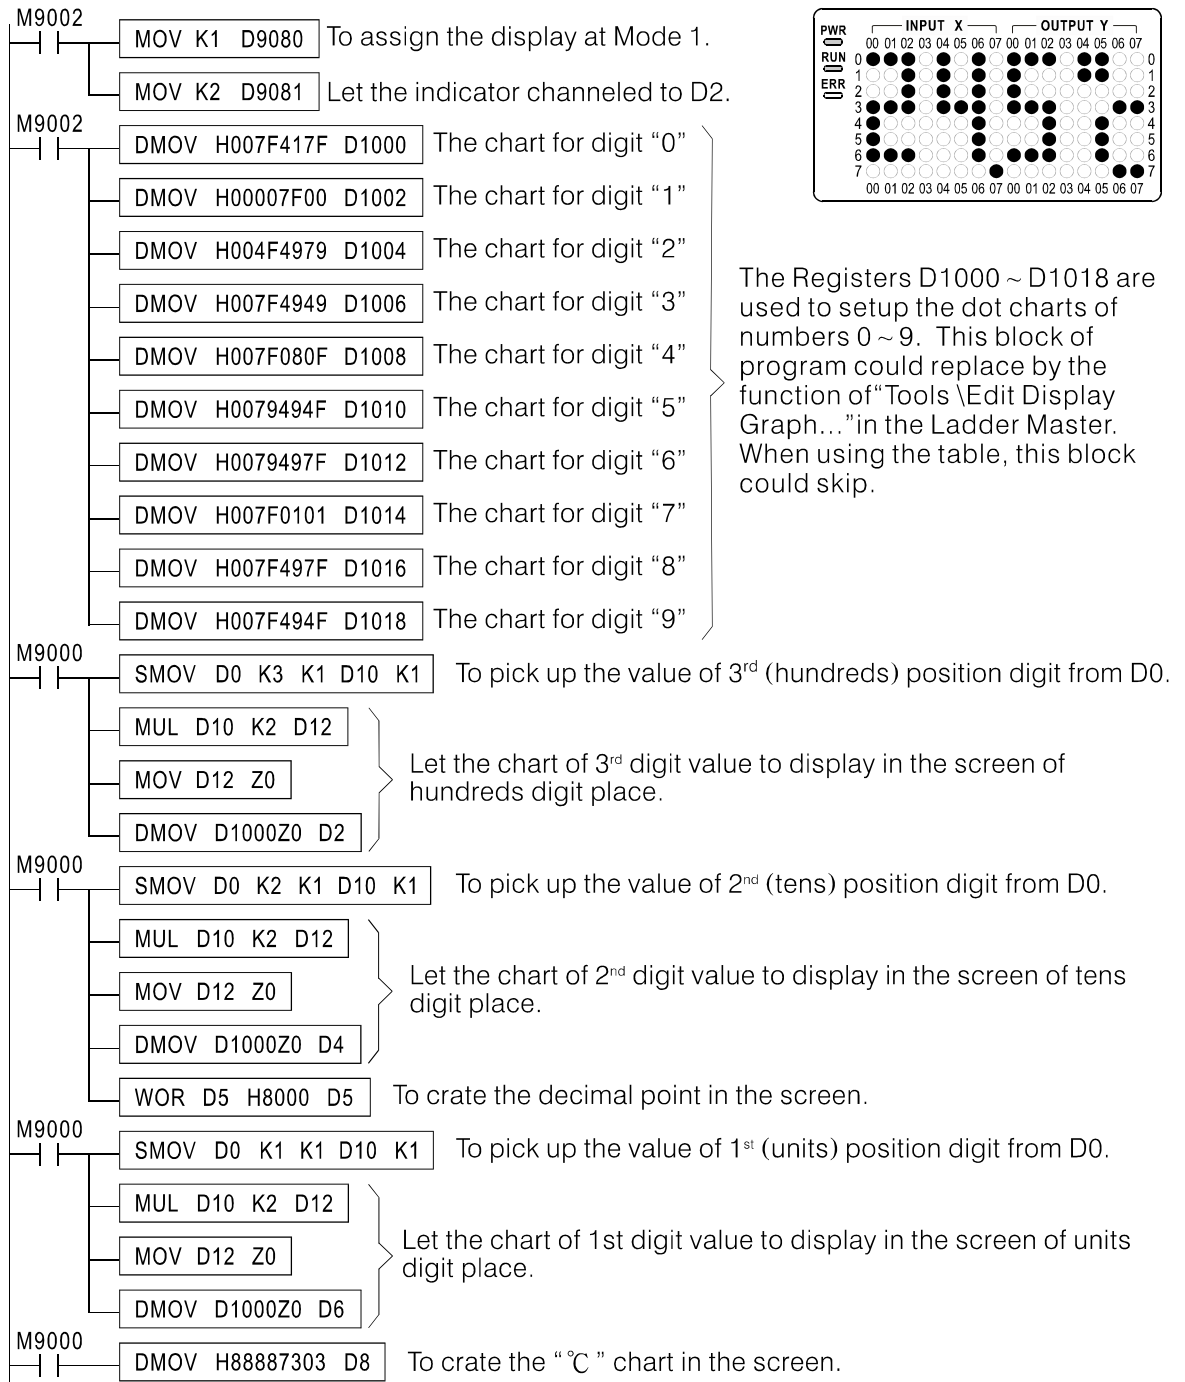 M9002
MOV K1 D9080 To assign the display at Mode 1.
MOV K2 D9081 Let the indicator channeled to D2.
PWR
RUN
ERR
INPUT X OUTPUT Y
00 01 02 03 04 05 06 07 00 01 02 03 04 05 06 07
0 0
1 1
2 2
3 3
4 4
5 5
6 6
7 7
00 01 02 03 04 05 06 07 00 01 02 03 04 05 06 07
M9002
DMOV H007F417F D1000 The chart for digit “0”
DMOV H00007F00 D1002 The chart for digit “1”
DMOV H004F4979 D1004 The chart for digit “2”
DMOV H007F4949 D1006 The chart for digit “3”
DMOV H007F080F D1008 The chart for digit “4”
DMOV H0079494F D1010 The chart for digit “5”
DMOV H0079497F D1012 The chart for digit “6”
DMOV H007F0101 D1014 The chart for digit “7”
DMOV H007F497F D1016 The chart for digit “8”
DMOV H007F494F D1018 The chart for digit “9”
The Registers D1000 ~ D1018 are
used to setup the dot charts of
numbers 0 ~ 9. This block of
program could replace by the
function of“Tools \Edit Display
Graph...”in the Ladder Master.
When using the table, this block
could skip.
M9000
SMOV D0 K3 K1 D10 K1 To pick up the value of 3rd (hundreds) position digit from D0.
MUL D10 K2 D12
MOV D12 Z0
DMOV D1000Z0 D2
Let the chart of 3rd digit value to display in the screen of
hundreds digit place.
M9000
SMOV D0 K2 K1 D10 K1 To pick up the value of 2nd (tens) position digit from D0.
MUL D10 K2 D12
MOV D12 Z0
DMOV D1000Z0 D4
Let the chart of 2nd digit value to display in the screen of tens
digit place.
WOR D5 H8000 D5 To crate the decimal point in the screen.
M9000
SMOV D0 K1 K1 D10 K1 To pick up the value of 1st (units) position digit from D0.
MUL D10 K2 D12
MOV D12 Z0
DMOV D1000Z0 D6
Let the chart of 1st digit value to display in the screen of units
digit place.
M9000
DMOV H88887303 D8 To crate the “ ℃ ” chart in the screen.